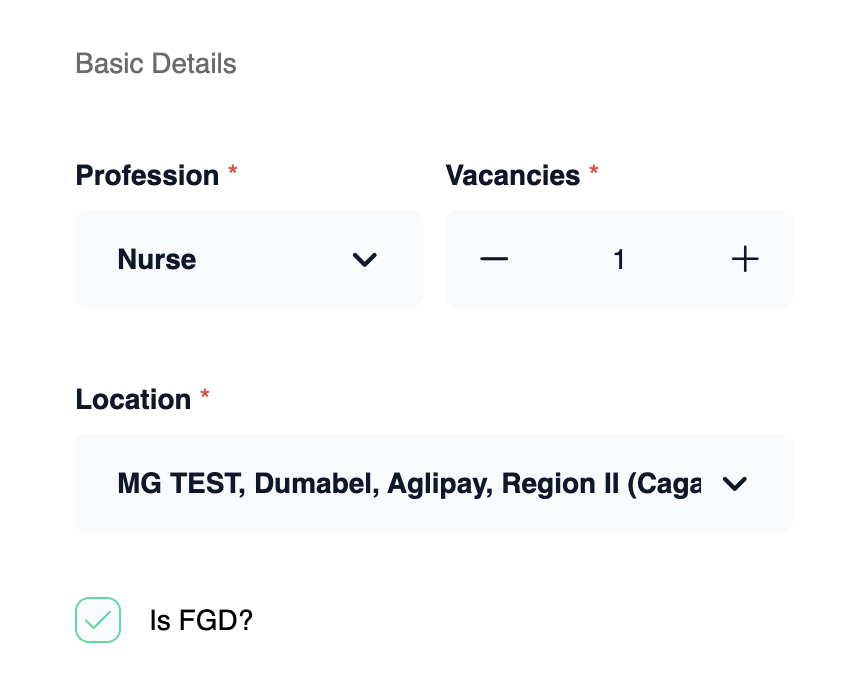 Basic Details
Profession * Vacancies *
Nurse 1
Location *
MG TEST, Dumabel, Aglipay, Region II (Caga
Is FGD?